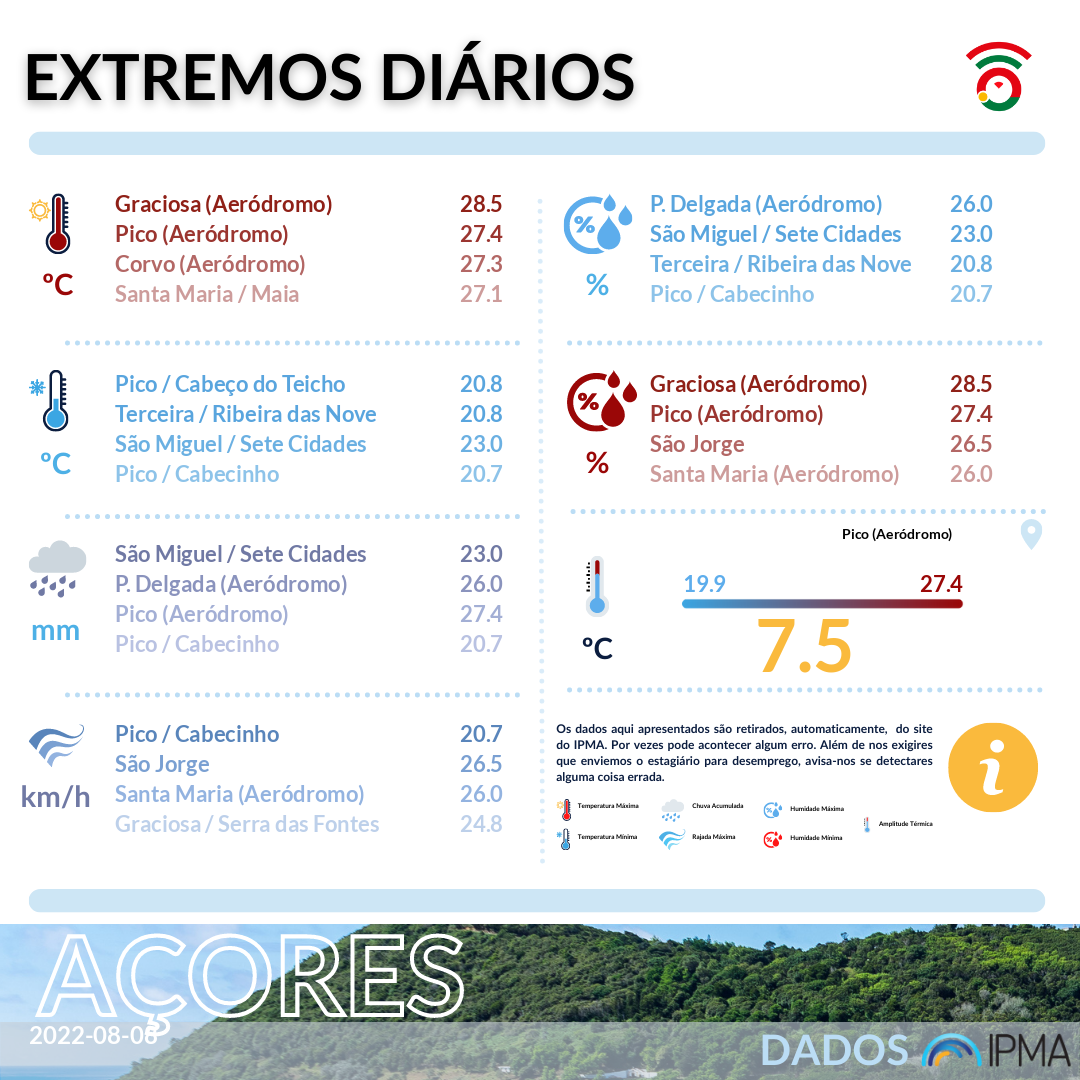 EXTREMOS DIÁRIOS
Graciosa (Aeródromo) 28.5
Pico (Aeródromo) 27.4
Corvo (Aeródromo) 27.3
Santa Maria / Maia 27.1
ºC
P. Delgada (Aeródromo) 26.0
São Miguel / Sete Cidades 23.0
Terceira / Ribeira das Nove 20.8
Pico / Cabecinho 20.7
%
%
Pico / Cabeço do Teicho 20.8
Terceira / Ribeira das Nove 20.8
São Miguel / Sete Cidades 23.0
Pico / Cabecinho 20.7
ºC
Graciosa (Aeródromo) 28.5
Pico (Aeródromo) 27.4
São Jorge 26.5
Santa Maria (Aeródromo) 26.0
%
%
São Miguel / Sete Cidades 23.0
P. Delgada (Aeródromo) 26.0
Pico (Aeródromo) 27.4
Pico / Cabecinho 20.7
mm
Pico (Aeródromo)
19.9 27.4
7.5
ºC
Pico / Cabecinho 20.7
São Jorge 26.5
Santa Maria (Aeródromo) 26.0
Graciosa / Serra das Fontes 24.8
km/h
Os dados aqui apresentados são retirados, automaticamente, do site
do IPMA. Por vezes pode acontecer algum erro. Além de nos exigires
que enviemos o estagiário para desemprego, avisa-nos se detectares
alguma coisa errada.
i
Temperatura Máxima
Chuva Acumulada
Humidade Máxima
Amplitude Térmica
Temperatura Mínima
Rajada Máxima
Humidade Mínima
AÇORES
2022-08-08
DADOS IPMA